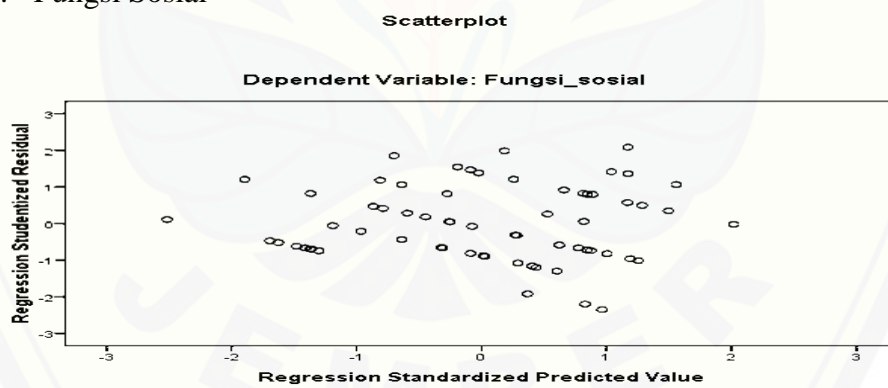 Fungsi Sosial
Scatterplot
Dependent Variable: Fungsi_sosial
Regression Studentized Residual
3
2
1
0
-1
-2
-3
-3
-2
-1
0
1
2
3
Regression Standardized Predicted Value
JEMBER